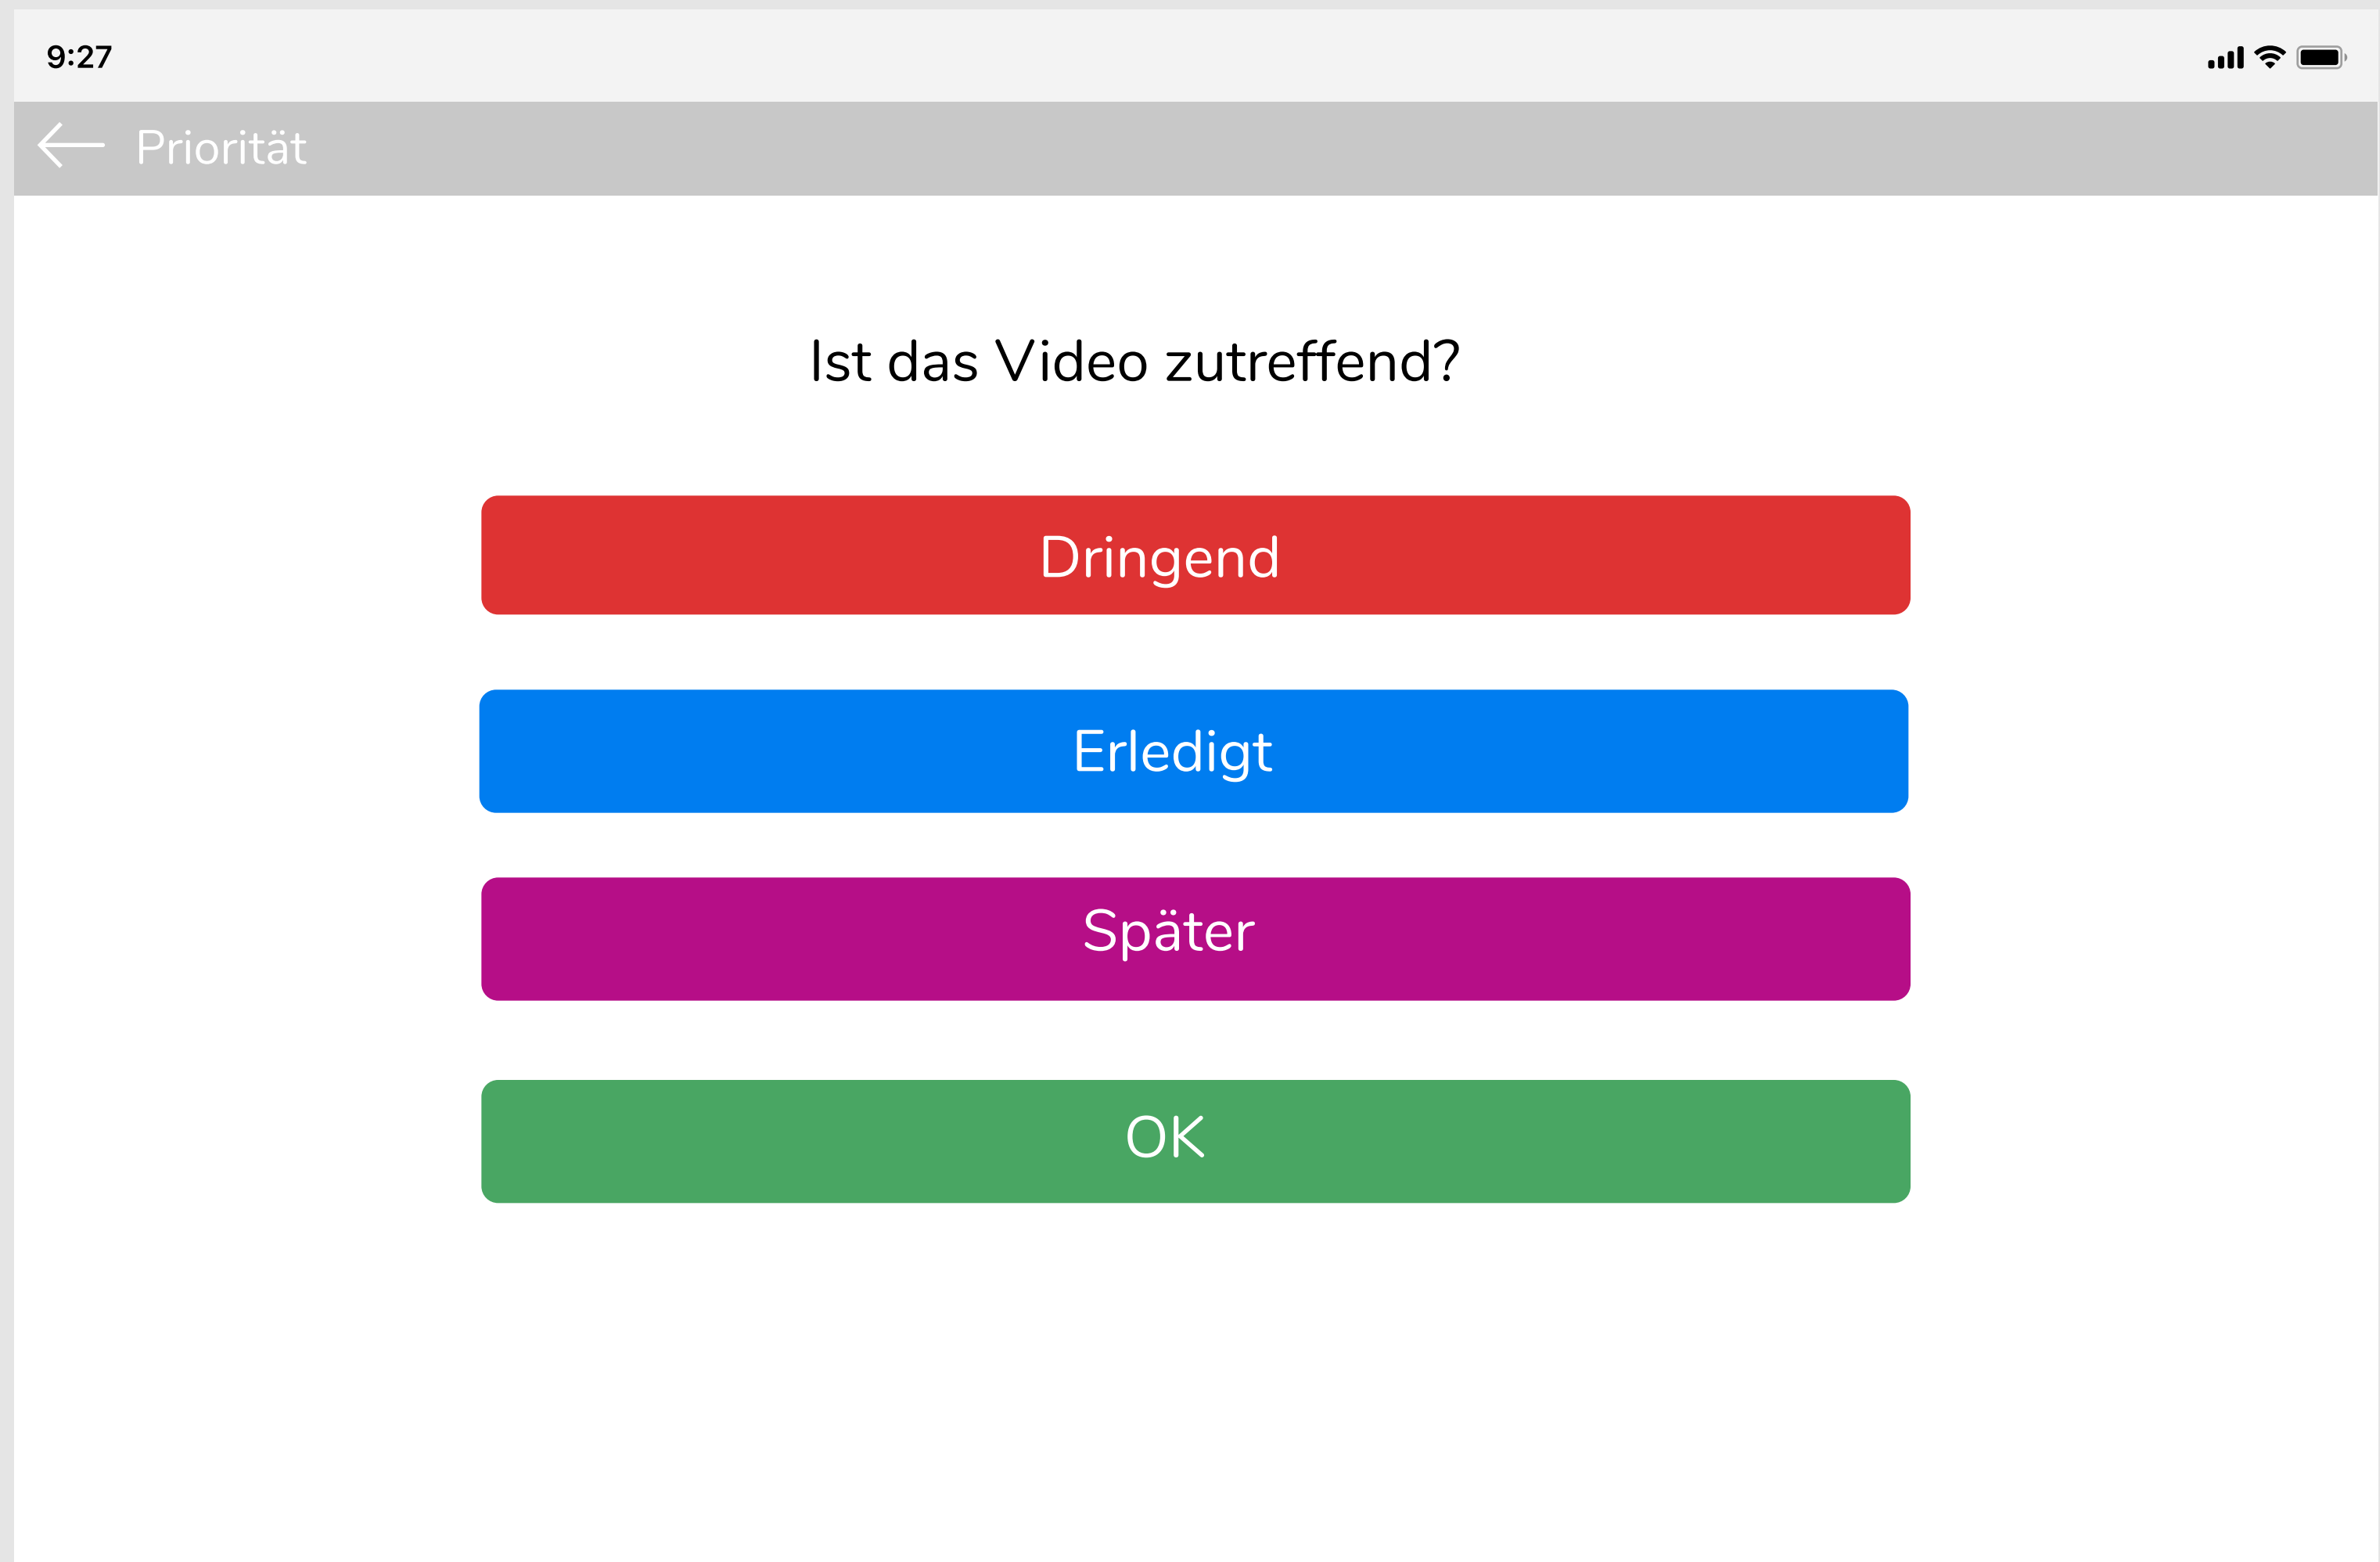 9:27
Priorität
Ist das Video zutreffend?
Dringend
Erledigt
Später
OK